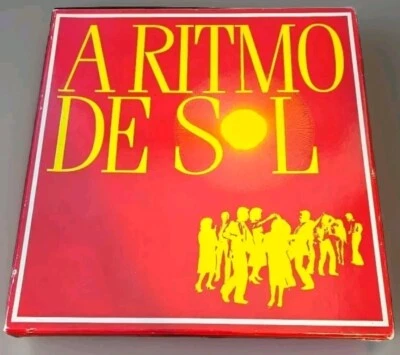 A RITMO
DE SOL